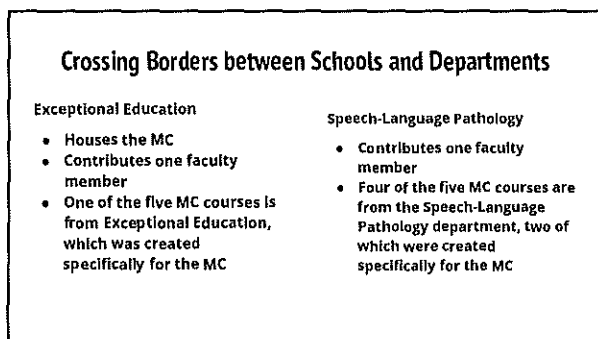 Crossing Borders between Schools and Departments
Exceptional Education
• Houses the MC
• Contributes one faculty
member
• One of the five MC courses is
from Exceptional Education,
which was created
specifically for the MC
Speech-Language Pathology
• Contributes one faculty
member
• Four of the five MC courses are
from the Speech-Language
Pathology department, two of
which were created
specifically for the MC